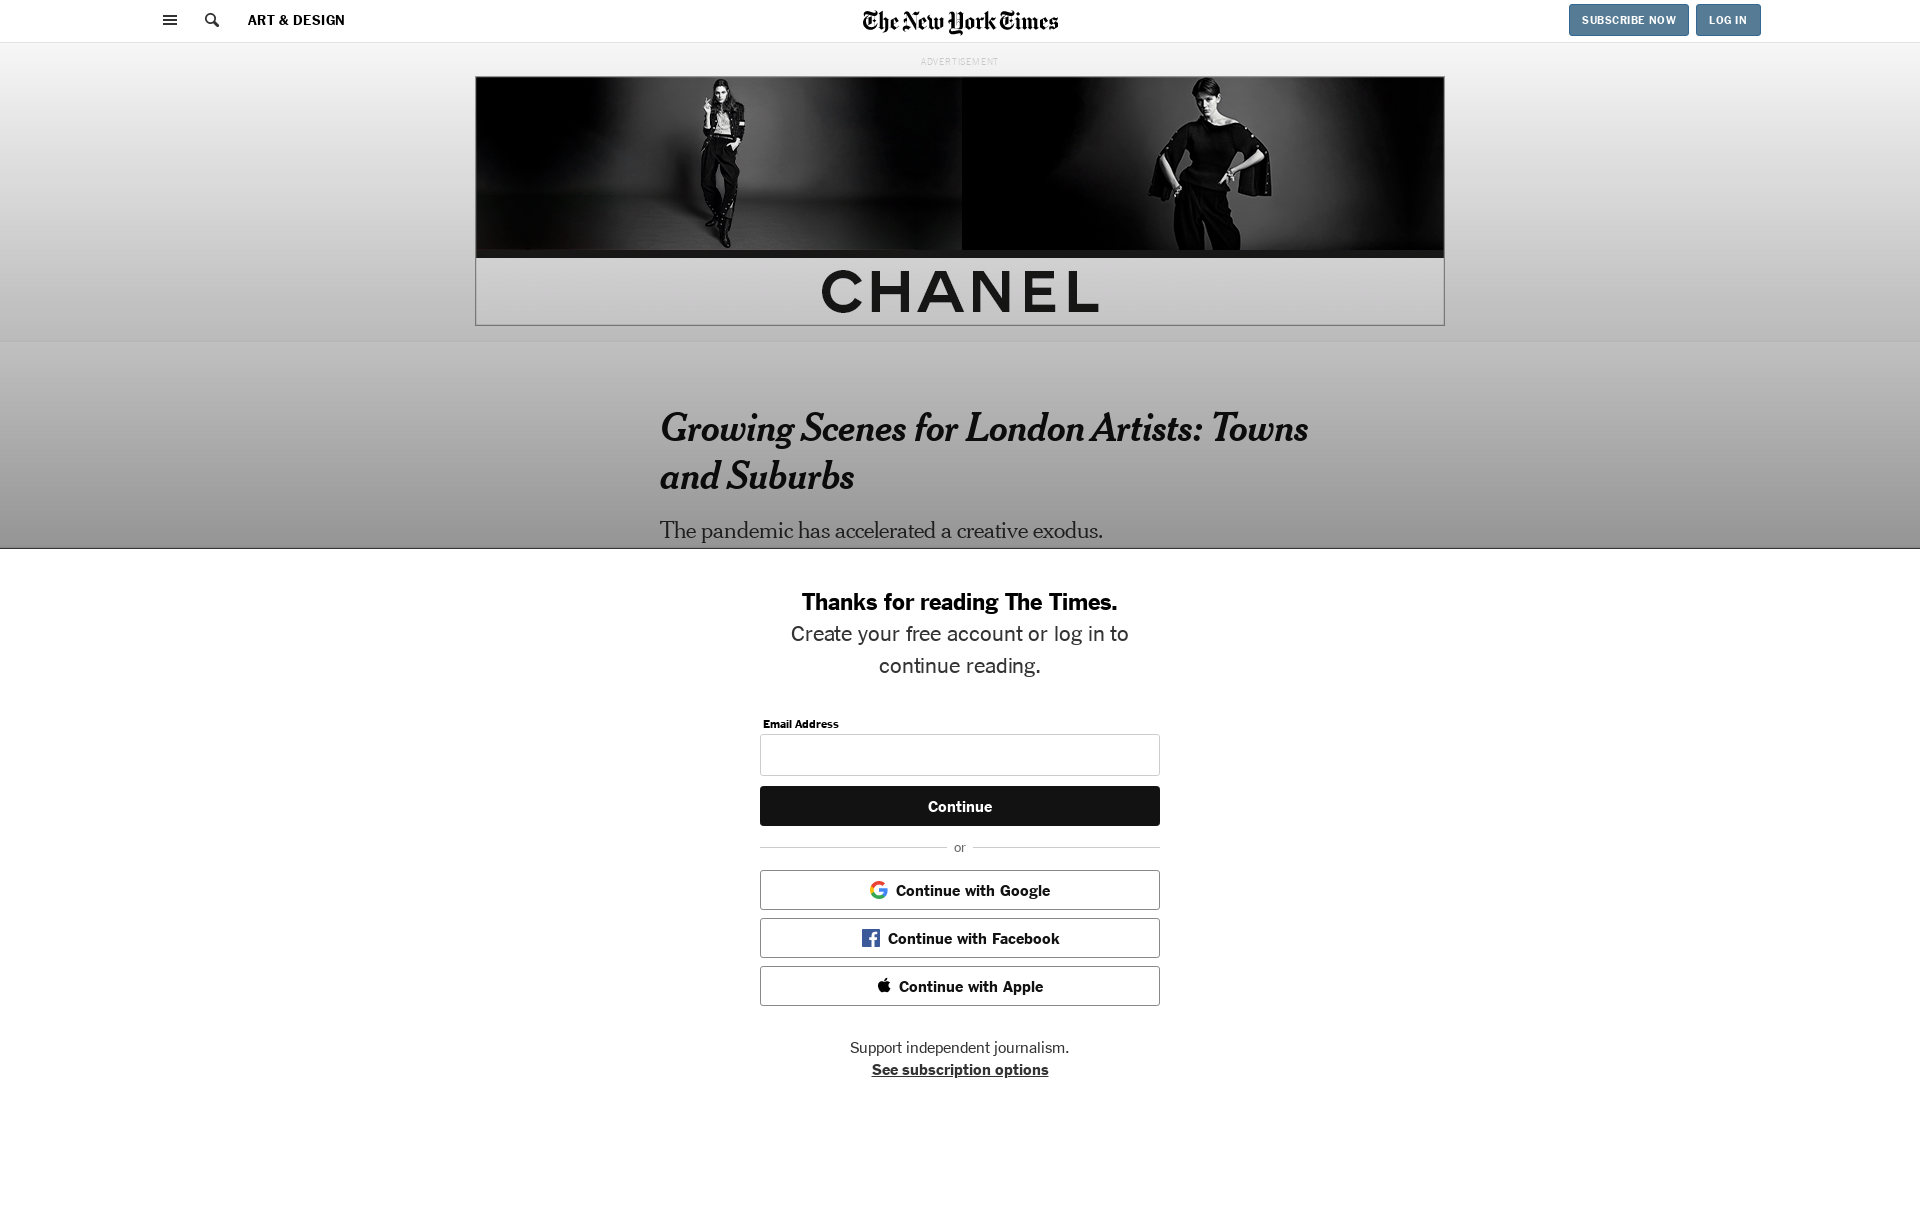 ART & DESIGN
The New York Times
SUBSCRIBE NOW
LOG IN
ADVERTISEMENT
CHANEL
Growing Scenes for London Artists: Towns
and Suburbs
The pandemic has accelerated a creative exodus.
Thanks for reading The Times.
Create your free account or log in to
continue reading.
Email Address
Continue
or
Continue with Google
Continue with Facebook
Continue with Apple
Support independent journalism.
See subscription options